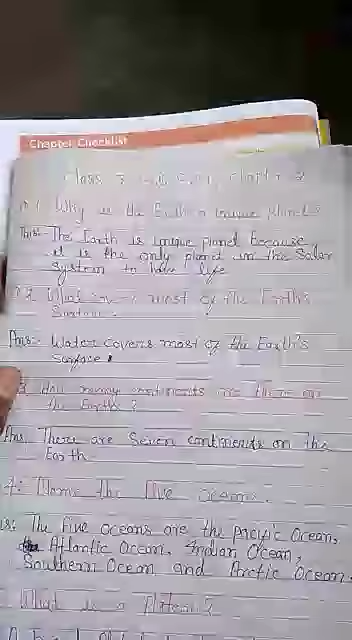 Chapter Checklist
Class 3 Sub Chapter 2
Q.1 Why is the Earth a unique planet?
Ans:- The Earth is unique planet because
it is the only planet in the Solar
System to have life
2. What covers most of the Earth's
Surface.
Ans:- Water covers most of the Earth's
Surface.
3. How many continents are there on
the Earth?
Ans. There are Seven continents on the
Earth
4. Name the five oceans.
s: The five oceans are the pacific Ocean,
Atlantic Ocean, Indian Ocean,
Southern Ocean and Arctic Ocean.
What is a